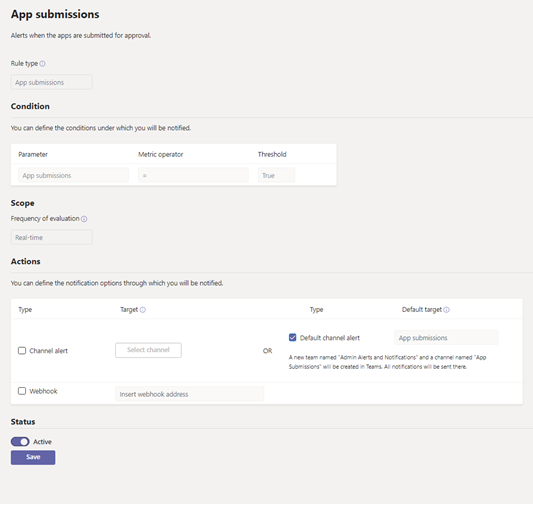 App submissions
Alerts when the apps are submitted for approval.
Rule type
App submissions
Condition
You can define the conditions under which you will be notified.
Parameter Metric operator Threshold
App submissions = True
Scope
Frequency of evaluation
Real-time
Actions
You can define the notification options through which you will be notified.
Type Target Type Default target
Channel alert Select channel OR Default channel alert App submissions
A new team named "Admin Alerts and Notifications" and a channel named "App
Submissions" will be created in Teams. All notifications will be sent there.
Webhook Insert webhook address
Status
Active
Save